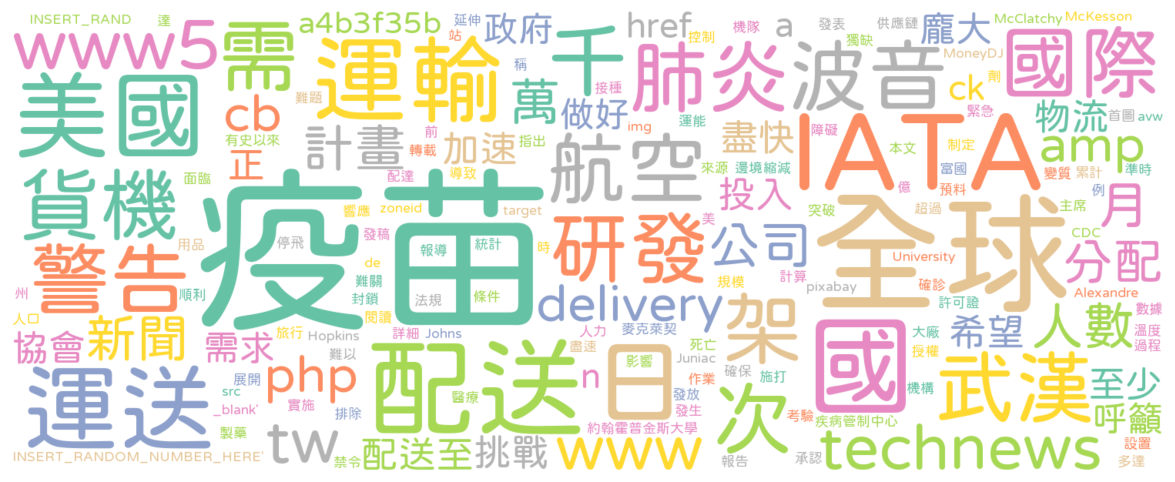 INSERT_RAND 達
www5
需
a4b3f35b
延伸
站
政府
稱
千
href
機隊
控制
a
發表
獨缺
供應鏈
龐大
MoneyDJ
McClatchy
McKesson
國際
美國
運輸
難題
萬
接種
肺炎
波音
ck
劑
緊急
物流
首圖
avw
cb
有史以來
計畫
前
轉載
加速
指出
做好
img
運能
盡快
障礙
IATA
本文
制定
amp
正
導致
航空
來源
邊境縮減
富國
變質
累計
準時
貨機
面臨
疫苗
配達
響應
zoneid
target
研發
投入
美
億
突破
預料
超過
全球
例
主席
月
溫度
警告
用品
停飛
發稿
報導
統計
時
公司
University
CDC
分配
過程
州
順利
de
難關
封鎖
法規
條件
delivery
規模
計算
pixabay
確診
許可證
Alexandre
數據
人口
新聞
旅行
閱讀
Hopkins
詳細
Johns
人力
麥克萊契
架
國
大廠
授權
希望
人數
協會
需求
難以
盡速
死亡
Juniac
機構
武漢
運送
展開
src
_blank'
php
實施
排除
配送
醫療
n
日
影響
確保
作業
施打
發放
發生
次
考驗
疾病管制中心
至少
呼籲
製藥
INSERT_RANDOM_NUMBER_HERE'
tw
禁令
配送至
挑戰
www
約翰霍普金斯大學
報告
承認
technews
設置
多達